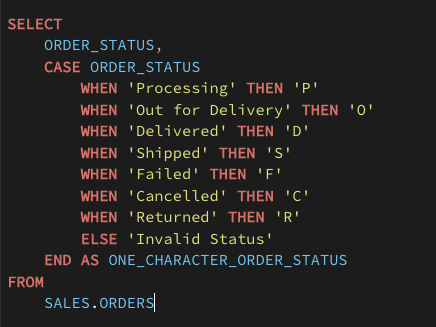 SELECT
    ORDER_STATUS,
    CASE ORDER_STATUS
        WHEN 'Processing' THEN 'P'
        WHEN 'Out for Delivery' THEN 'O'
        WHEN 'Delivered' THEN 'D'
        WHEN 'Shipped' THEN 'S'
        WHEN 'Failed' THEN 'F'
        WHEN 'Cancelled' THEN 'C'
        WHEN 'Returned' THEN 'R'
        ELSE 'Invalid Status'
    END AS ONE_CHARACTER_ORDER_STATUS
FROM
    SALES.ORDERS